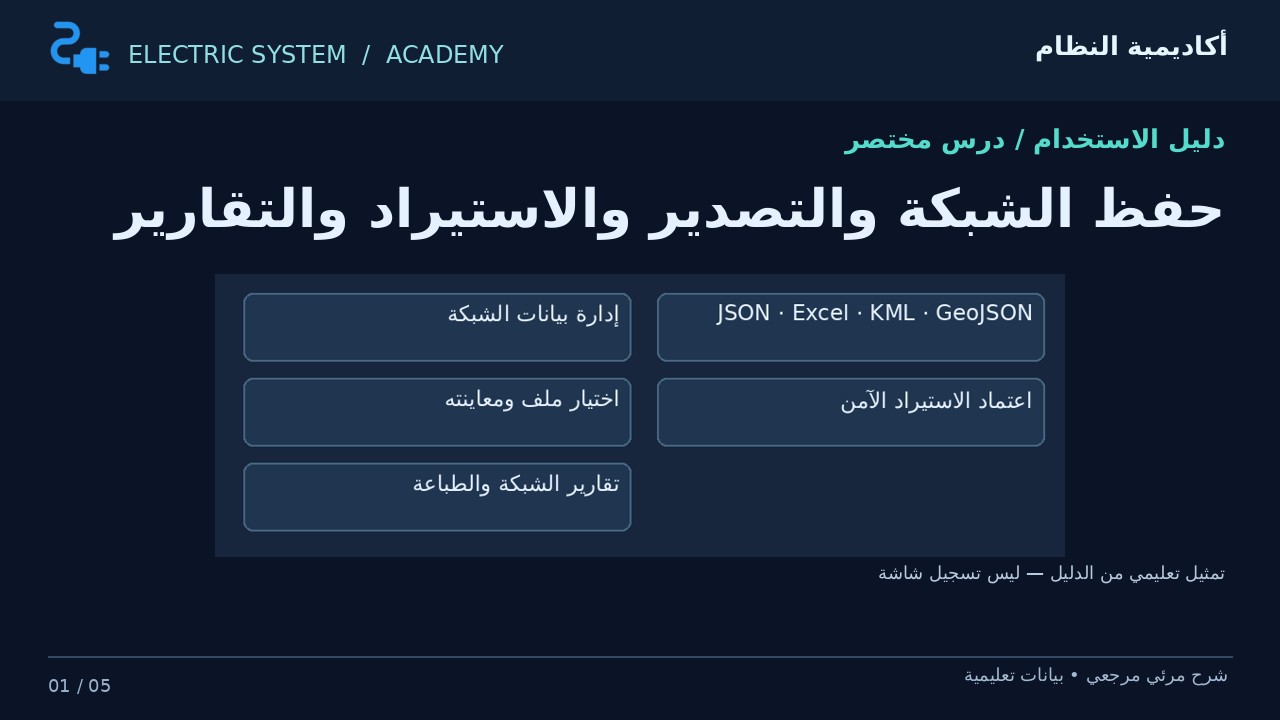 أكاديمية النظام
ELECTRIC SYSTEM / ACADEMY
دليل الاستخدام / درس مختصر
حفظ الشبكة والتصدير والاستيراد والتقارير
JSON · Excel · KML · GeoJSON
إدارة بيانات الشبكة
اعتماد الاستيراد الآمن
اختيار ملف ومعاينته
تقارير الشبكة والطباعة
تمثيل تعليمي من الدليل — ليس تسجيل شاشة
شرح مرئي مرجعي • بيانات تعليمية
01 / 05